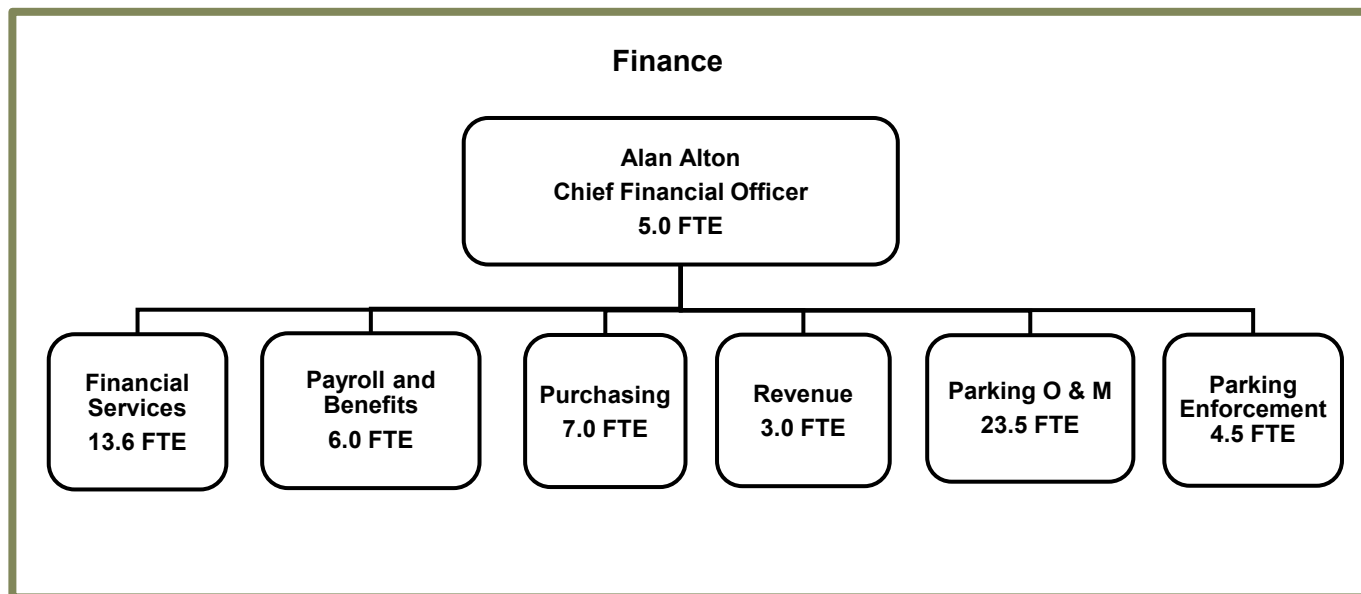 Finance
Alan Alton
Chief Financial Officer
5.0 FTE
Financial
Services
13.6 FTE
Payroll and
Benefits
6.0 FTE
Purchasing
7.0 FTE
Revenue
3.0 FTE
Parking O & M
23.5 FTE
Parking
Enforcement
4.5 FTE